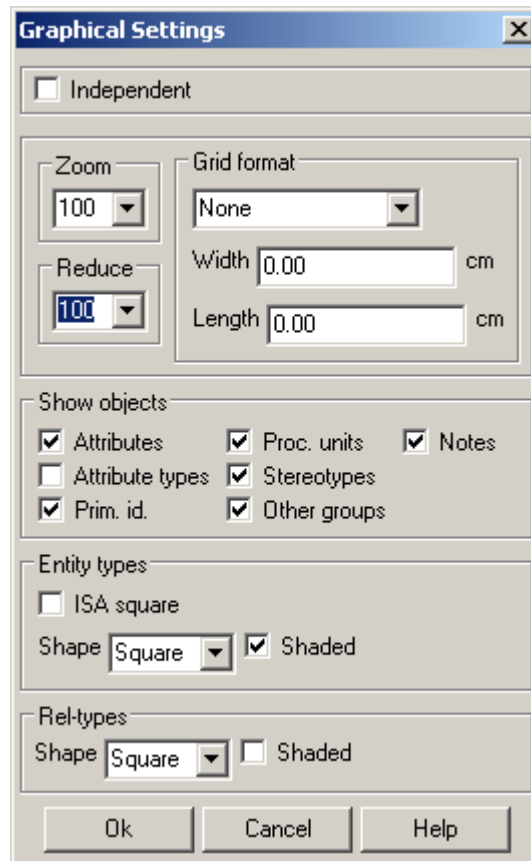 Graphical Settings
Independent
Zoom
100
Reduce
100
Grid format
None
Width 0.00 cm
Length 0.00 cm
Show objects
Attributes Proc. units Notes
Attribute types Stereotypes
Prim. id. Other groups
Entity types
ISA square
Shape Square Shaded
Rel-types
Shape Square Shaded
Ok Cancel Help